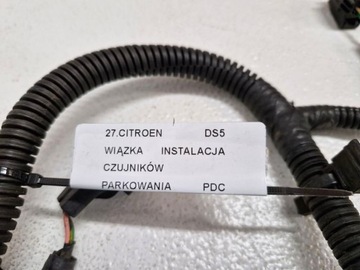 27.CITROEN DS5
WIĄZKA INSTALACJA
CZUJNIKÓW
PARKOWANIA PDC